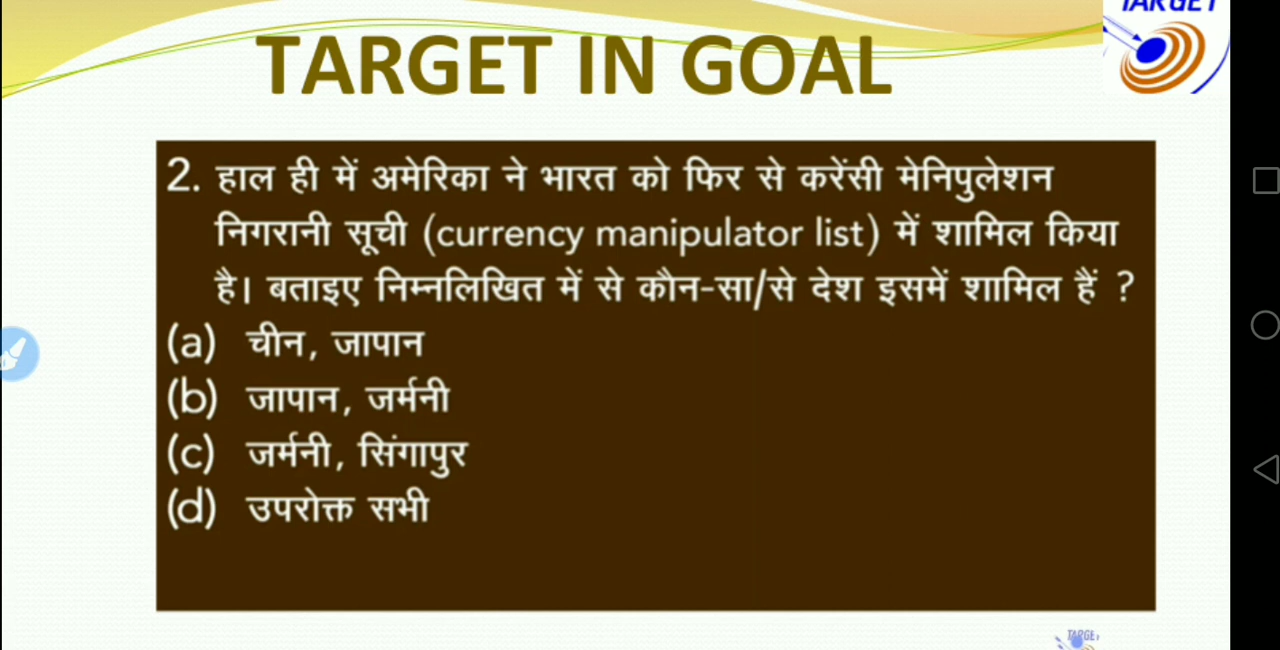 TARGET
TARGET IN GOAL
2. हाल ही में अमेरिका ने भारत को फिर से करेंसी मेनिपुलेशन
निगरानी सूची (currency manipulator list) में शामिल किया
है। बताइए निम्नलिखित में से कौन-सा/से देश इसमें शामिल हैं ?
(a) चीन, जापान
(b) जापान, जर्मनी
(c) जर्मनी, सिंगापुर
(d) उपरोक्त सभी